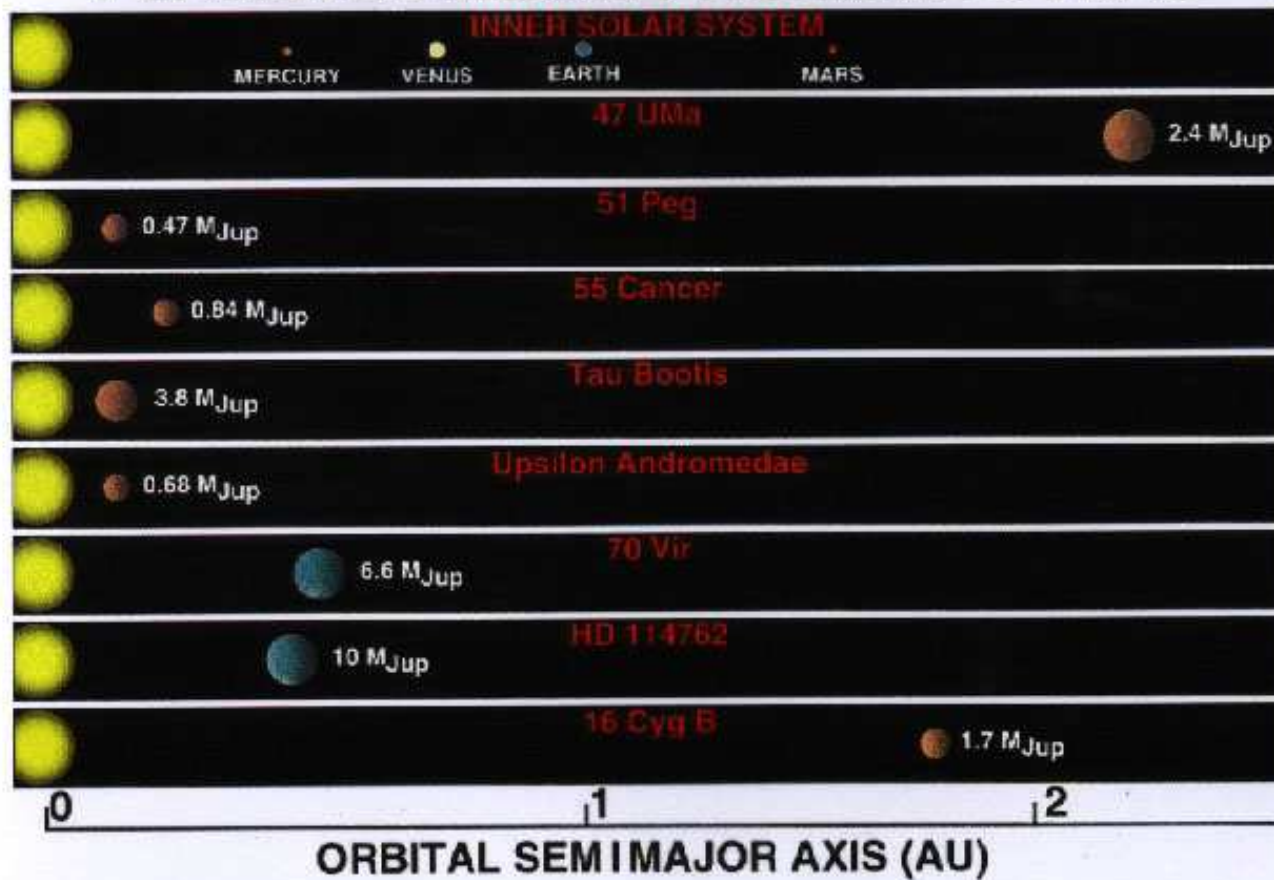 INNER SOLAR SYSTEM
MERCURY VENUS EARTH MARS
47 UMa
2.4 MJup
51 Peg
0.47 MJup
55 Cancer
0.84 MJup
Tau Bootis
3.8 MJup
Upsilon Andromedae
0.68 MJup
70 Vir
6.6 MJup
HD 114762
10 MJup
16 Cyg B
1.7 MJup
0 1 2
ORBITAL SEMIMAJOR AXIS (AU)